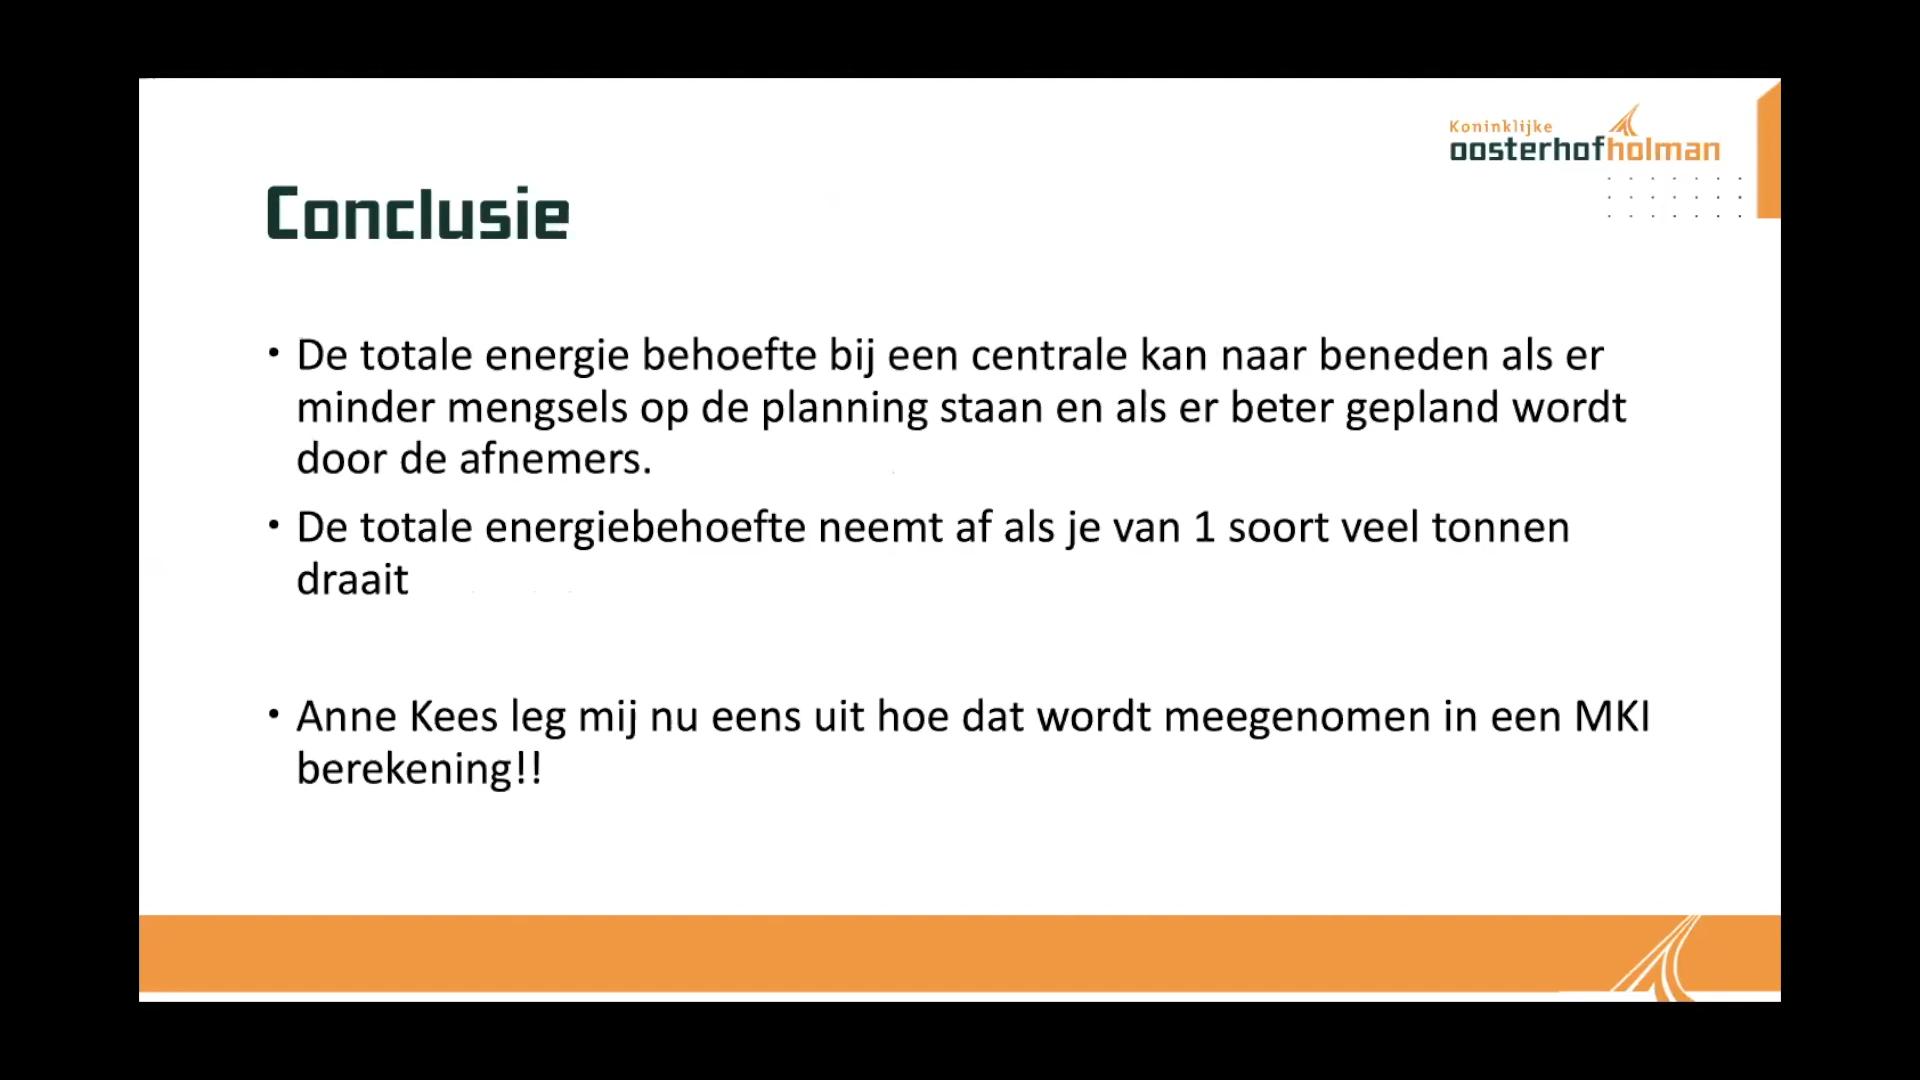 Koninklijke
oosterhofholman
Conclusie
• De totale energie behoefte bij een centrale kan naar beneden als er
minder mengsels op de planning staan en als er beter gepland wordt
door de afnemers.
• De totale energiebehoefte neemt af als je van 1 soort veel tonnen
draait
• Anne Kees leg mij nu eens uit hoe dat wordt meegenomen in een MKI
berekening!!